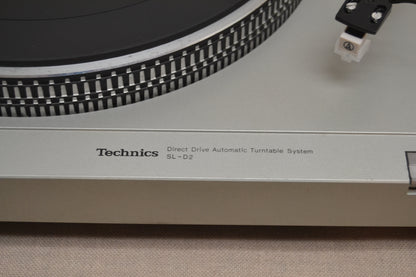 Technics Direct Drive Automatic Turntable System
SL-D2